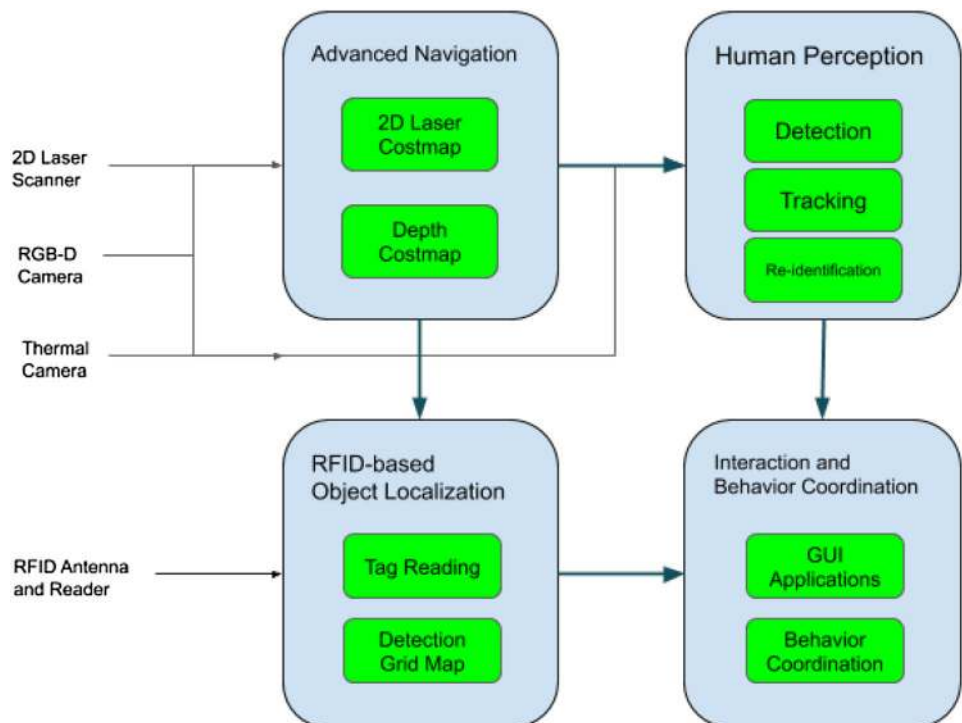 Advanced Navigation
2D Laser
Costmap
Depth
Costmap
Human Perception
Detection
Tracking
Re-identification
2D Laser
Scanner
RGB-D
Camera
Thermal
Camera
RFID-based
Object Localization
Tag Reading
Detection
Grid Map
Interaction and
Behavior Coordination
GUI
Applications
Behavior
Coordination
RFID Antenna
and Reader